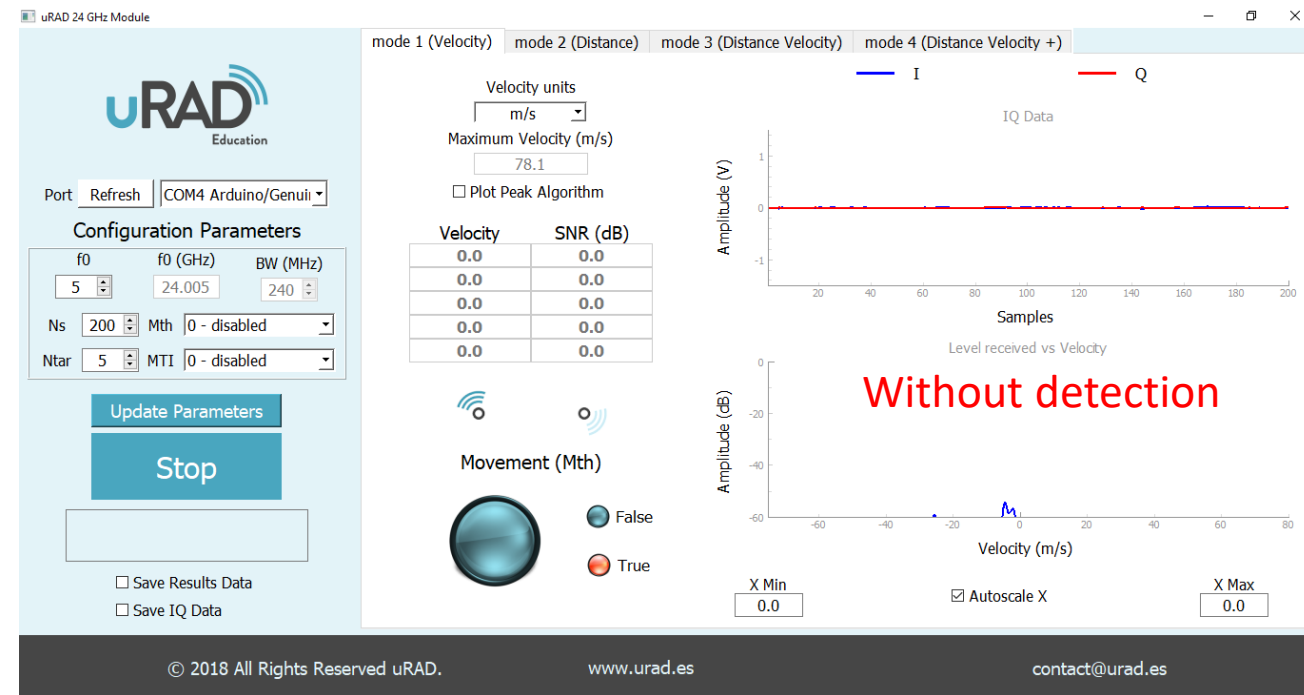 uRAD 24 GHz Module
mode 1 (Velocity) mode 2 (Distance) mode 3 (Distance Velocity) mode 4 (Distance Velocity +)
uRAD
Education
Port Refresh COM4 Arduino/Genuin
Configuration Parameters
f0 f0 (GHz) BW (MHz)
5 24.005 240
Ns 200 Mth 0 - disabled
Ntar 5 MTI 0 - disabled
Update Parameters
Stop
Save Results Data
Save IQ Data
Velocity units
m/s
Maximum Velocity (m/s)
78.1
Plot Peak Algorithm
Velocity SNR (dB)
0.0 0.0
0.0 0.0
0.0 0.0
0.0 0.0
0.0 0.0
Movement (Mth)
False
True
I Q
IQ Data
Amplitude (V)
1
0
-1
20 40 60 80 100 120 140 160 180 200
Samples
Level received vs Velocity
Without detection
Amplitude (dB)
0
-20
-40
-60
-60 -40 -20 0 20 40 60 80
Velocity (m/s)
X Min Autoscale X X Max
0.0 0.0
© 2018 All Rights Reserved uRAD. www.urad.es contact@urad.es